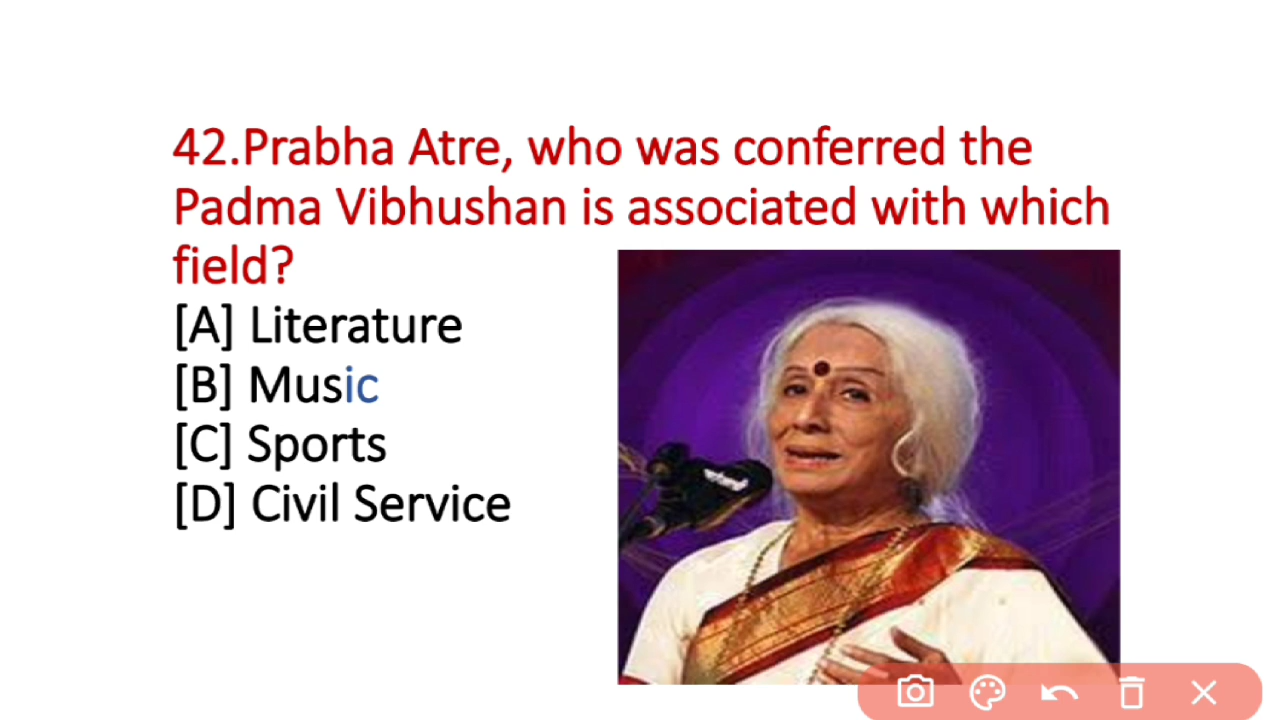 42.Prabha Atre, who was conferred the
Padma Vibhushan is associated with which
field?
[A] Literature
[B] Music
[C] Sports
[D] Civil Service